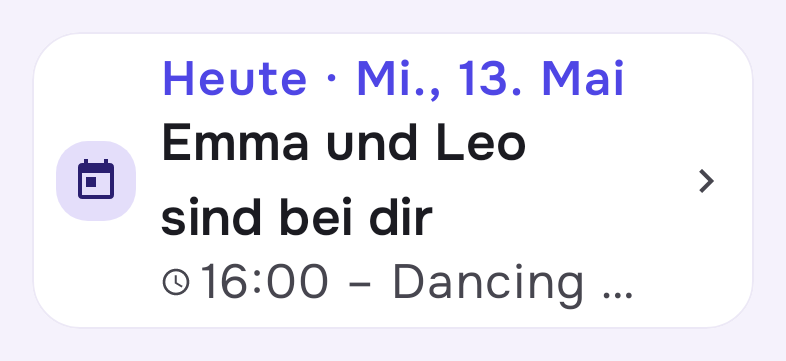 Heute · Mi., 13. Mai
Emma und Leo
sind bei dir
16:00 – Dancing ...